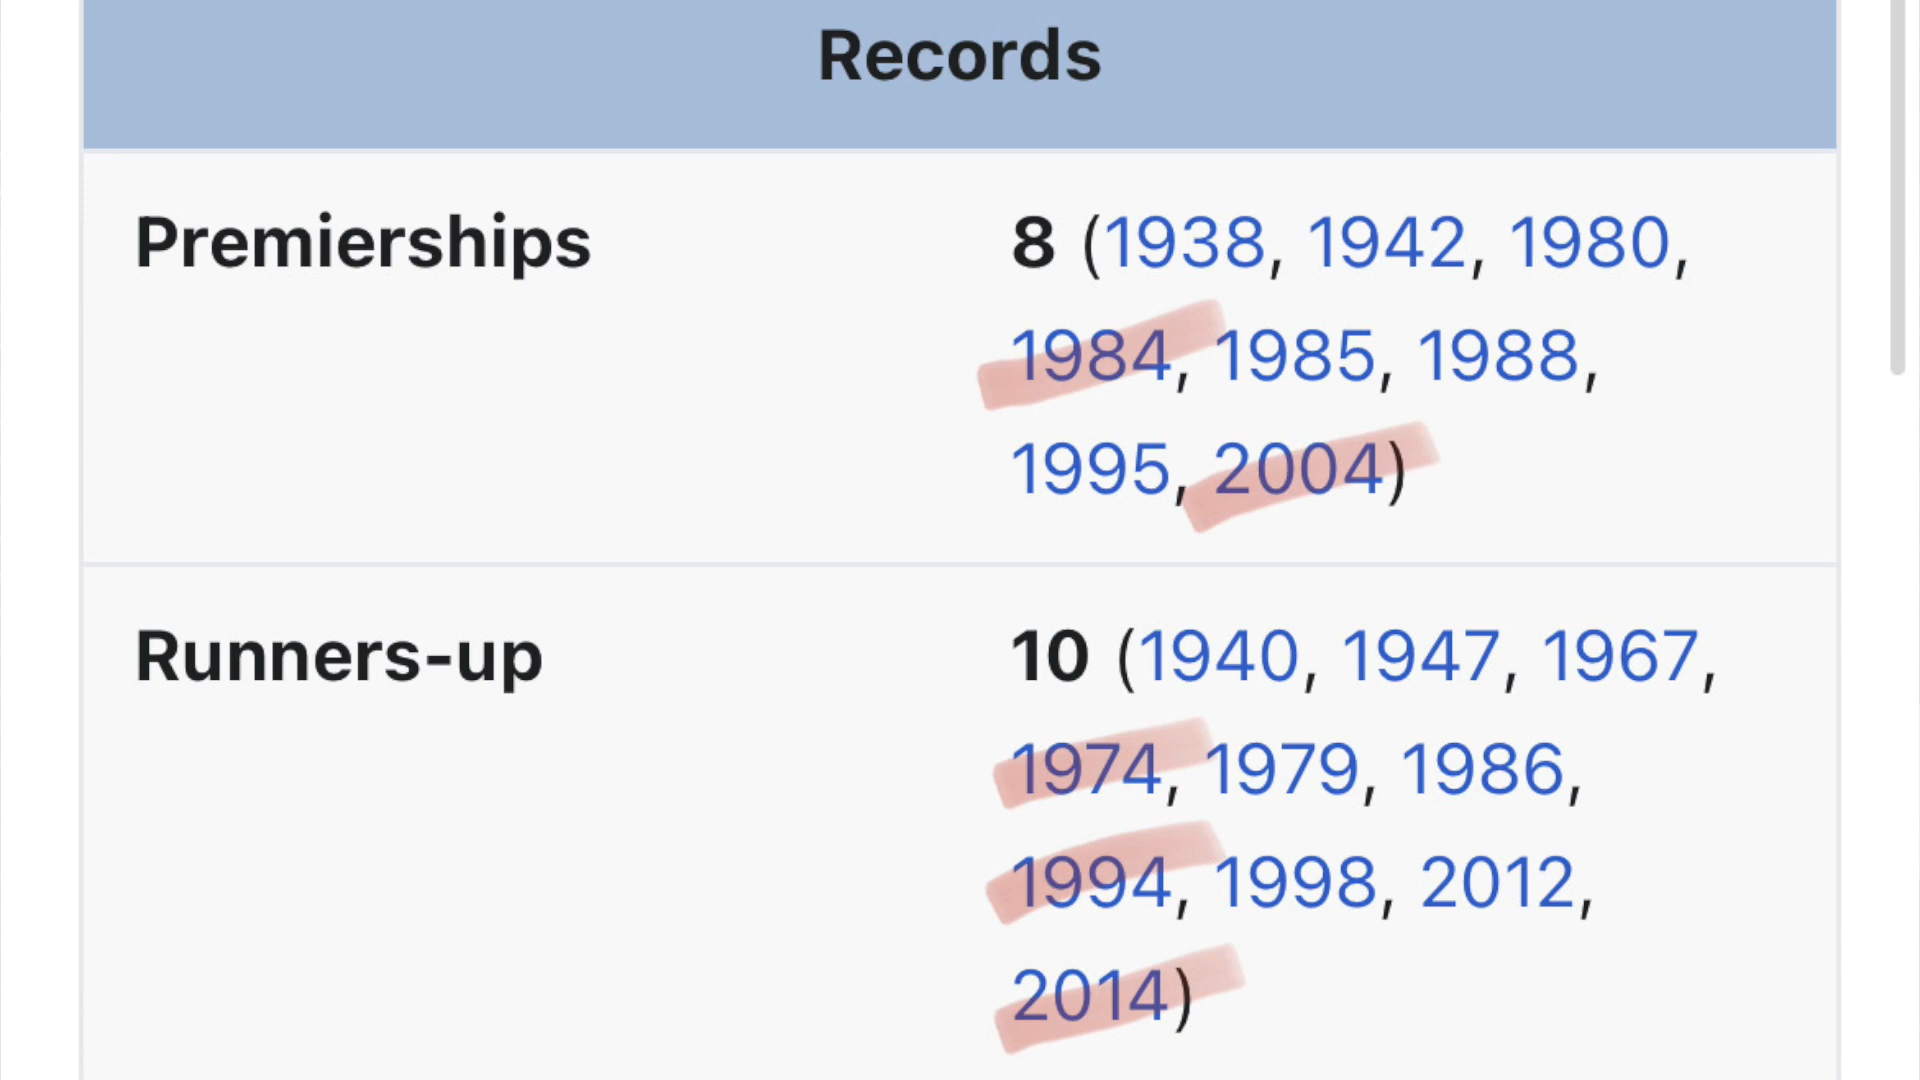 Records
Premierships
8 (1938, 1942, 1980,
1984, 1985, 1988,
1995, 2004)
Runners-up
10 (1940, 1947, 1967,
1974, 1979, 1986,
1994, 1998, 2012,
2014)